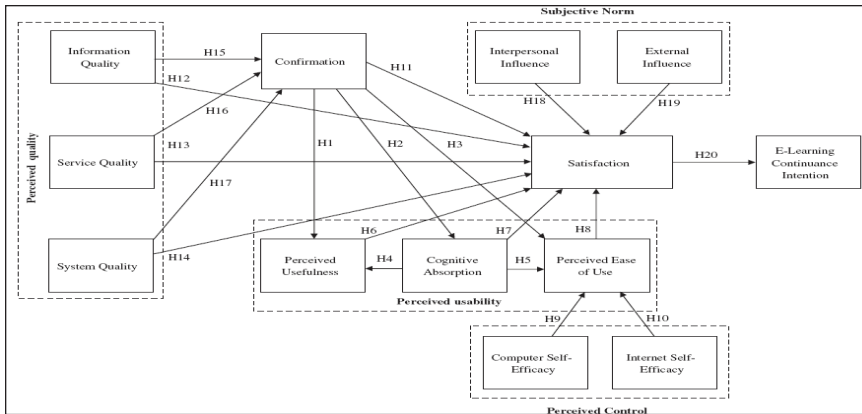 Subjective Norm
Information
Quality
H15
Confirmation
H11
Interpersonal
Influence
External
Influence
H12
H16
H18
H19
Perceived quality
Service Quality
H13
H1
H2
H3
Satisfaction
H20
E-Learning
Continuance
Intention
H17
System Quality
H14
H6
H7
H8
Perceived
Usefulness
H4
Cognitive
Absorption
H5
Perceived Ease
of Use
Perceived usability
H9
H10
Computer Self-
Efficacy
Internet Self-
Efficacy
Perceived Control